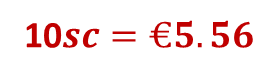 10sc = €5.56